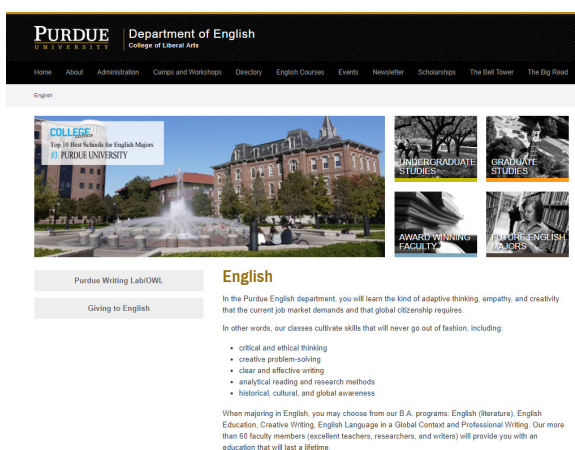 PURDUE
UNIVERSITY
Department of English
College of Liberal Arts
Home About Administration Camps and Workshops Directory English Courses Events Newsletter Scholarships The Bell Tower The Big Read
English
COLLEGE
Top 10 Best Schools for English Majors
PURDUE UNIVERSITY
UNDERGRADUATE
STUDIES
GRADUATE
STUDIES
AWARD WINNING
FACULTY
FUTURE ENGLISH
MAJORS
Purdue Writing Lab/OWL
Giving to English
English
In the Purdue English department, you will learn the kind of adaptive thinking, empathy, and creativity
that the current job market demands and that global citizenship requires.
In other words, our classes cultivate skills that will never go out of fashion, including:
• critical and ethical thinking
• creative problem-solving
• clear and effective writing
• analytical reading and research methods
• historical, cultural, and global awareness
When majoring in English, you may choose from our B.A. programs: English (literature), English
Education, Creative Writing, English Language in a Global Context and Professional Writing. Our more
than 60 faculty members (excellent teachers, researchers, and writers) will provide you with an
education that will last a lifetime.